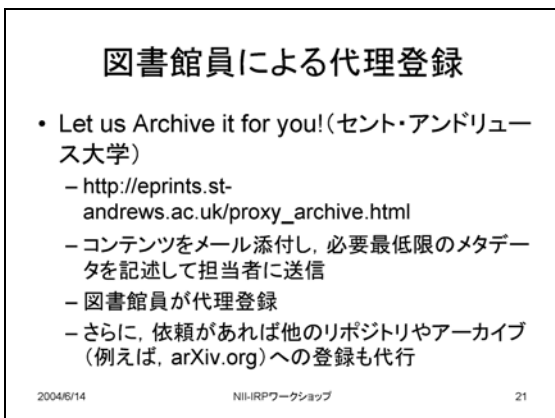 図書館員による代理登録
• Let us Archive it for you!（セント・アンドリュー
ス大学）
– http://eprints.st-
andrews.ac.uk/proxy_archive.html
– コンテンツをメール添付し，必要最低限のメタデー
タを記述して担当者に送信
– 図書館員が代理登録
– さらに，依頼があれば他のリポジトリやアーカイブ
（例えば，arXiv.org）への登録も代行
2004/6/14 NII-IRPワークショップ 21